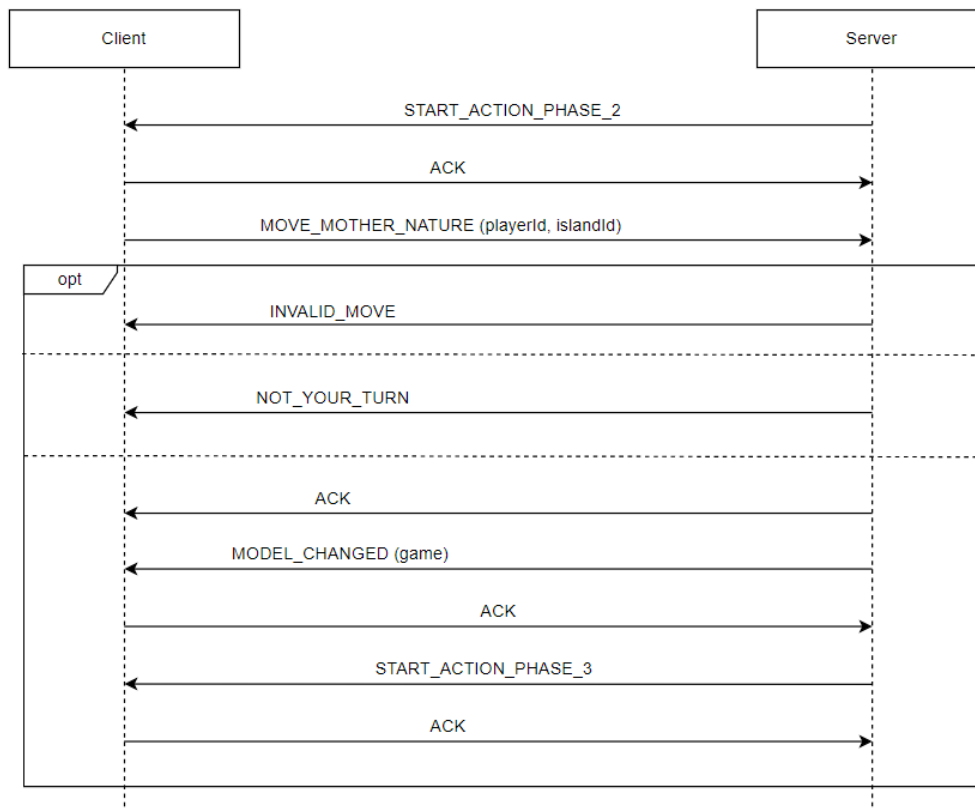 Client
Server
START_ACTION_PHASE_2
ACK
MOVE_MOTHER_NATURE (playerId, islandId)
opt
INVALID_MOVE
NOT_YOUR_TURN
ACK
MODEL_CHANGED (game)
ACK
START_ACTION_PHASE_3
ACK